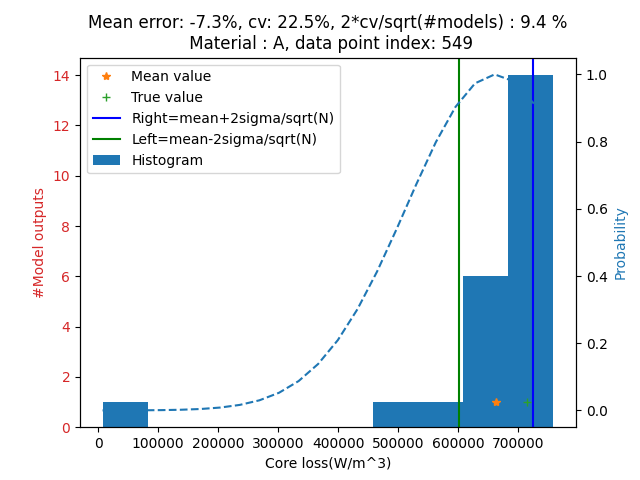 Mean error: -7.3%, cv: 22.5%, 2*cv/sqrt(#models) : 9.4 %
Material : A, data point index: 549
Mean value
True value
Right=mean+2sigma/sqrt(N)
Left=mean-2sigma/sqrt(N)
Histogram
#Model outputs
14
12
10
8
6
4
2
0
1.0
0.8
0.6
0.4
0.2
0.0
Probability
0 100000 200000 300000 400000 500000 600000 700000
Core loss(W/m^3)